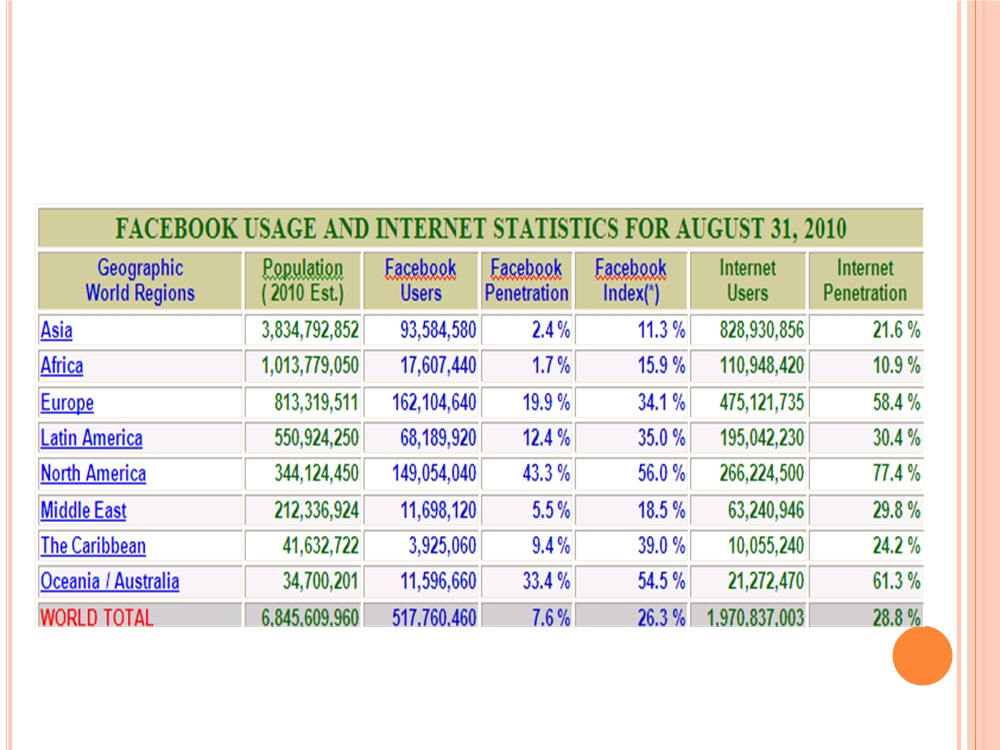 FACEBOOK USAGE AND INTERNET STATISTICS FOR AUGUST 31, 2010
Geographic World Regions Population ( 2010 Est.) Facebook Users Facebook Penetration Facebook Index(*) Internet Users Internet Penetration
Asia 3,834,792,852 93,584,580 2.4 % 11.3 % 828,930,856 21.6 %
Africa 1,013,779,050 17,607,440 1.7 % 15.9 % 110,948,420 10.9 %
Europe 813,319,511 162,104,640 19.9 % 34.1 % 475,121,735 58.4 %
Latin America 550,924,250 68,189,920 12.4 % 35.0 % 195,042,230 30.4 %
North America 344,124,450 149,054,040 43.3 % 56.0 % 266,224,500 77.4 %
Middle East 212,336,924 11,698,120 5.5 % 18.5 % 63,240,946 29.8 %
The Caribbean 41,632,722 3,925,060 9.4 % 39.0 % 10,055,240 24.2 %
Oceania / Australia 34,700,201 11,596,660 33.4 % 54.5 % 21,272,470 61.3 %
WORLD TOTAL 6,845,609,960 517,760,460 7.6 % 26.3 % 1,970,837,003 28.8 %